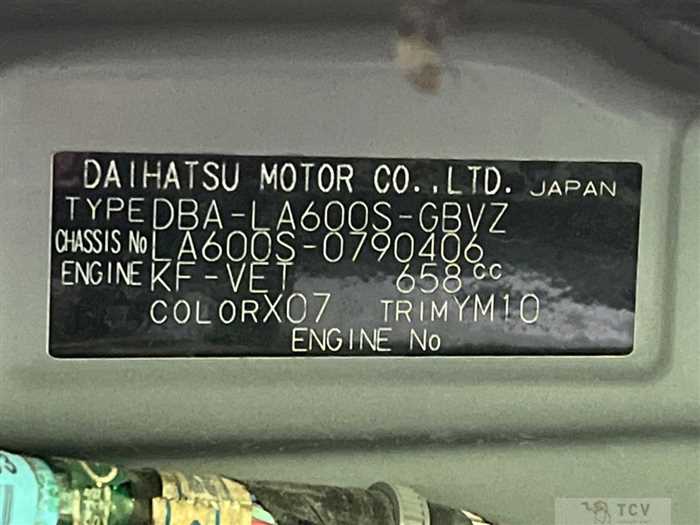 DAIHATSU MOTOR CO.,LTD. JAPAN
TYPE DBA-LA600S-GBVZ
CHASSIS No LA600S-0790406
ENGINE KF-VET 658cc
COLOR X07 TRIM YM10
ENGINE No
03
TCV